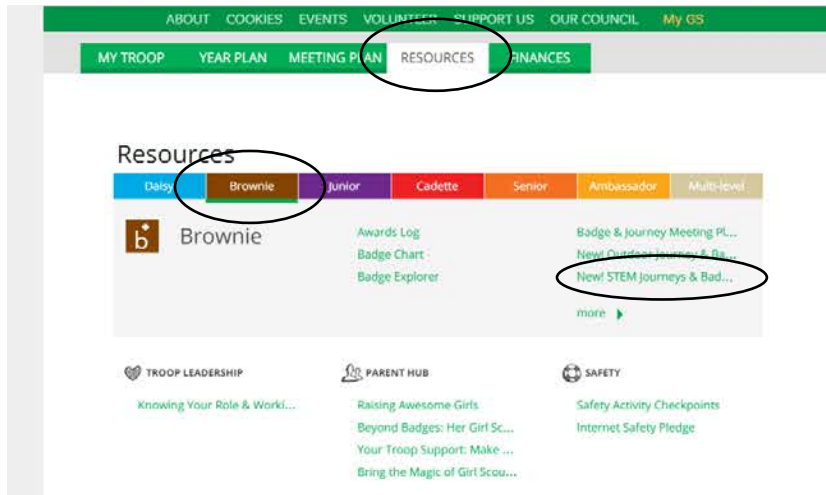 ABOUT COOKIES EVENTS VOLUNTEER SUPPORT US OUR COUNCIL My GS
MY TROOP YEAR PLAN MEETING PLAN RESOURCES FINANCES
Resources
Daisy Brownie Junior Cadette Senior Ambassador Multi-level
b Brownie
Awards Log
Badge Chart
Badge Explorer
Badge & Journey Meeting Pl...
New! Outdoor Journey & Ba...
New! STEM Journeys & Bad...
more
TROOP LEADERSHIP
Knowing Your Role & Worki...
PARENT HUB
Raising Awesome Girls
Beyond Badges: Her Girl Sc...
Your Troop Support: Make ...
Bring the Magic of Girl Scou...
SAFETY
Safety Activity Checkpoints
Internet Safety Pledge